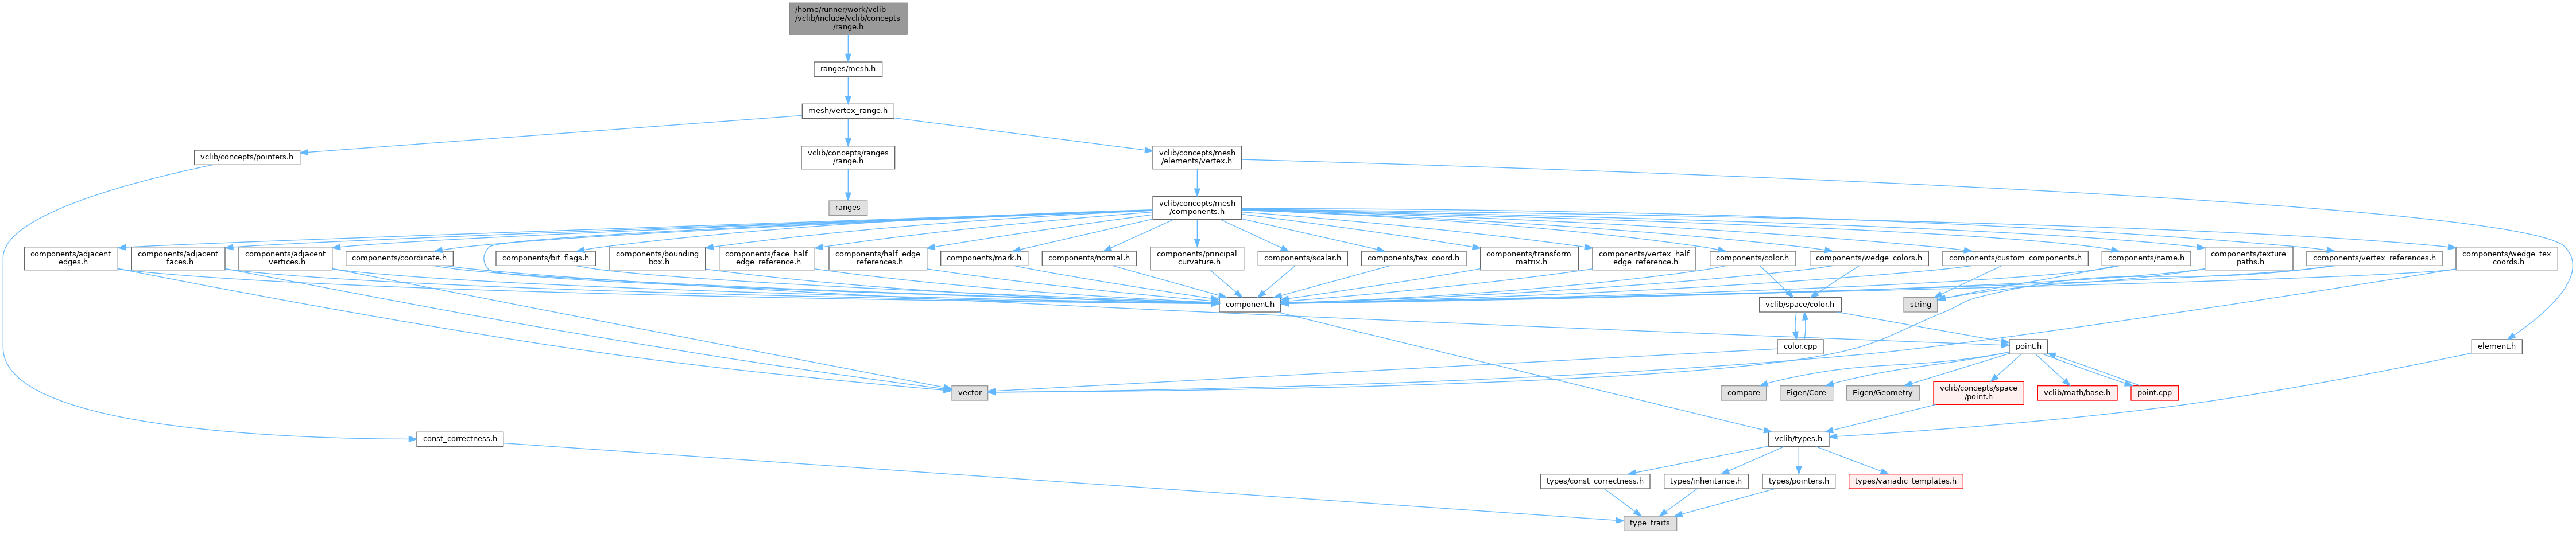 /home/runner/work/vclib
/vclib/include/vclib/concepts
/range.h
ranges/mesh.h
mesh/vertex_range.h
vclib/concepts/pointers.h
vclib/concepts/ranges
/range.h
vclib/concepts/mesh
/elements/vertex.h
ranges
vclib/concepts/mesh
/components.h
components/adjacent
_edges.h
components/adjacent
_faces.h
components/adjacent
_vertices.h
components/coordinate.h
components/bit_flags.h
components/bounding
_box.h
components/face_half
_edge_reference.h
components/half_edge
_references.h
components/mark.h
components/normal.h
components/principal
_curvature.h
components/scalar.h
components/tex_coord.h
components/transform
_matrix.h
components/vertex_half
_edge_reference.h
components/color.h
components/wedge_colors.h
components/custom_components.h
components/name.h
components/texture
_paths.h
components/vertex_references.h
components/wedge_tex
_coords.h
component.h
vclib/space/color.h
string
color.cpp
point.h
element.h
vector
compare
Eigen/Core
Eigen/Geometry
vclib/concepts/space
/point.h
vclib/math/base.h
point.cpp
const_correctness.h
vclib/types.h
types/const_correctness.h
types/inheritance.h
types/pointers.h
types/variadic_templates.h
type_traits